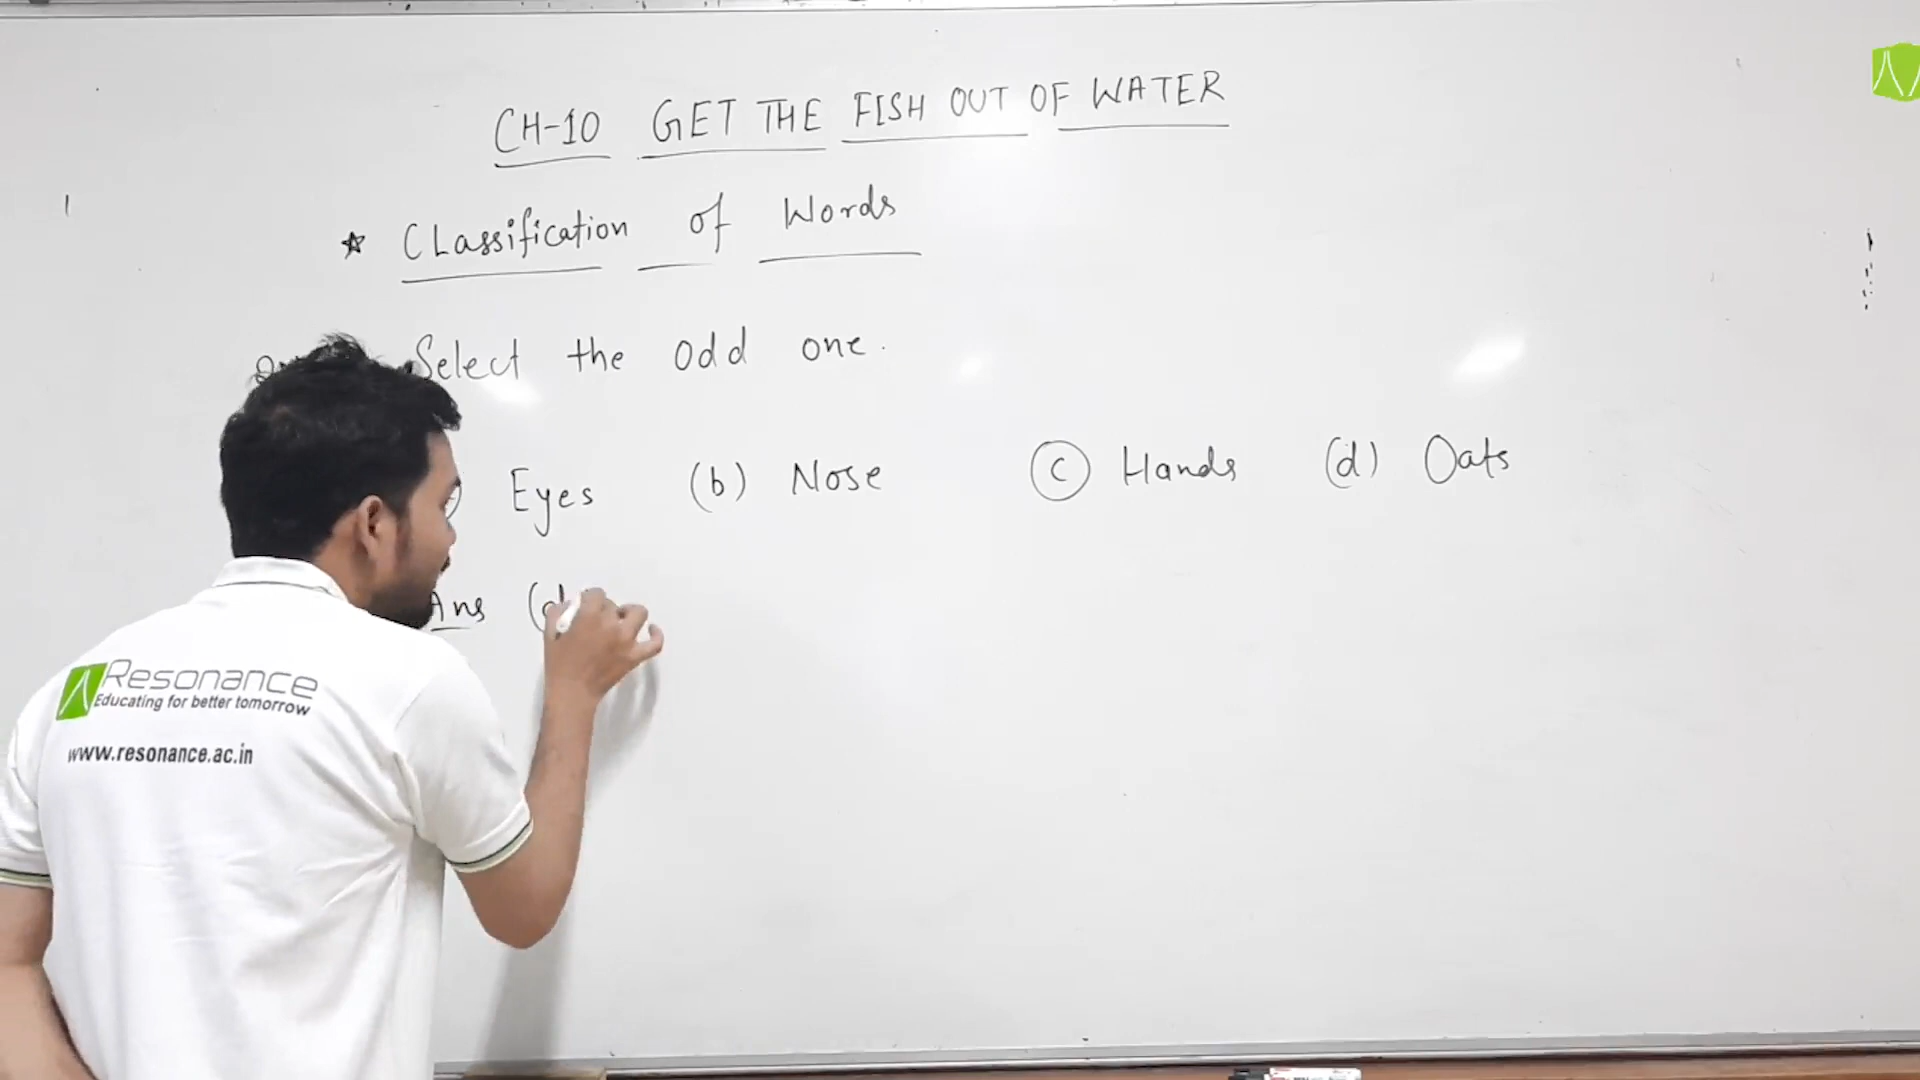 CH-10 GET THE FISH OUT OF WATER
* CLassification of Words
Select the odd one.
Eyes (b) Nose (c) Hands (d) Oats
Ans (d
Resonance
Educating for better tomorrow
www.resonance.ac.in